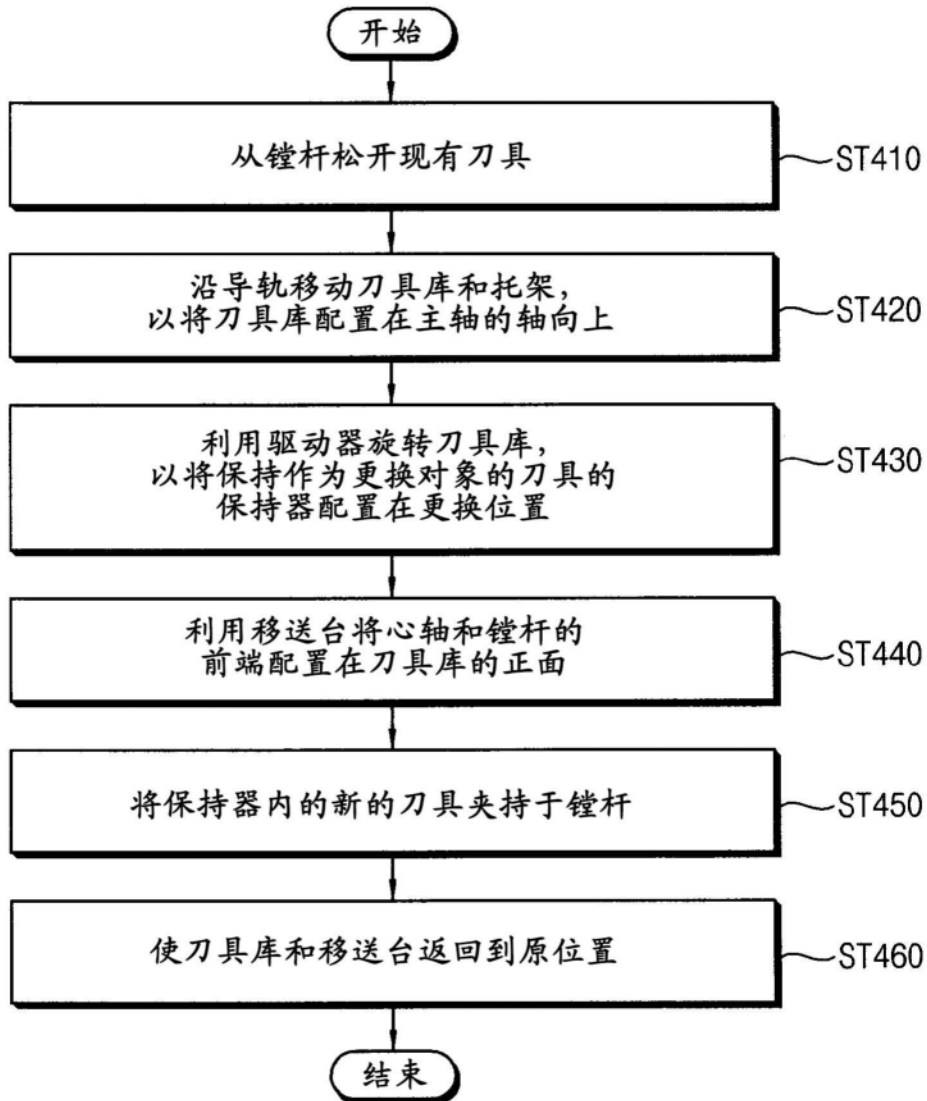 开始
从镗杆松开现有刀具
ST410
沿导轨移动刀具库和托架，
以将刀具库配置在主轴的轴向上
ST420
利用驱动器旋转刀具库，
以将保持作为更换对象的刀具的
保持器配置在更换位置
ST430
利用移送台将心轴和镗杆的
前端配置在刀具库的正面
ST440
将保持器内的新的刀具夹持于镗杆
ST450
使刀具库和移送台返回到原位置
ST460
结束